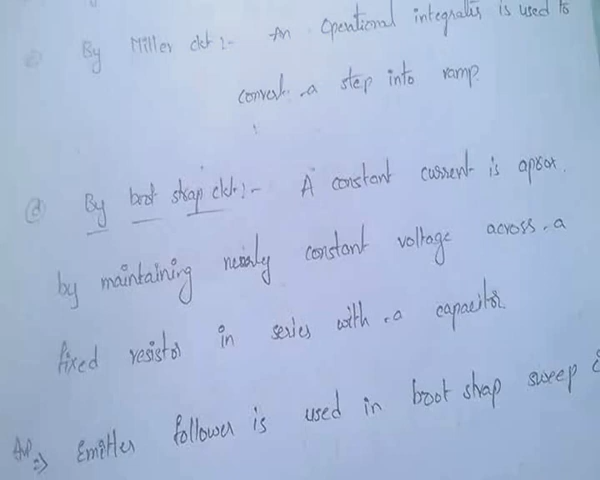 © By Miller ckt :- An operational integrator is used to
convert a step into ramp.
ⓓ By boot strap ckt :- A constant current is aprox.
by maintaining nearly constant voltage across a
fixed resistor in series with a capacitor.
=> Emitter follower is used in boot strap sweep